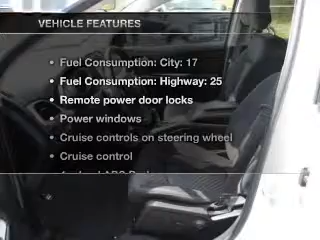 VEHICLE FEATURES
• Fuel Consumption: City: 17
• Fuel Consumption: Highway: 25
• Remote power door locks
• Power windows
• Cruise controls on steering wheel
• Cruise control